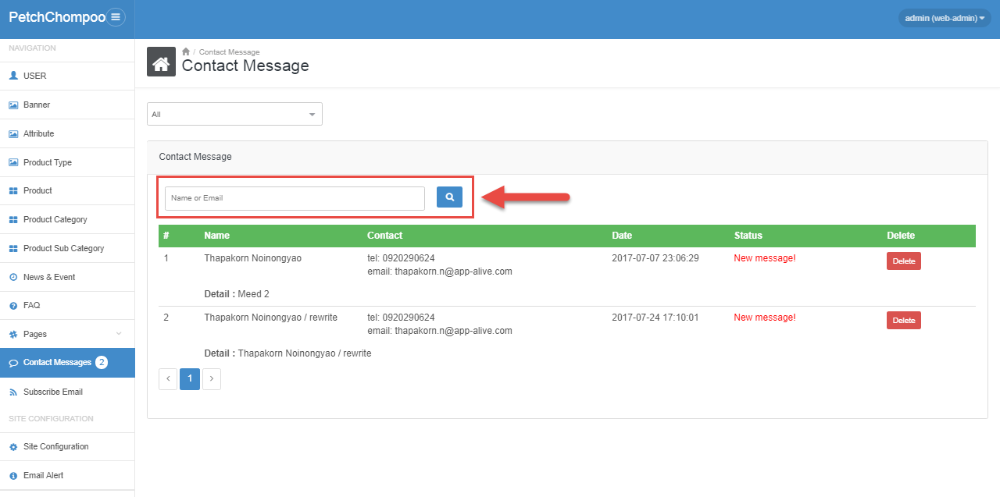 PetchChompoo
admin (web-admin)
NAVIGATION
USER
Banner
Attribute
Product Type
Product
Product Category
Product Sub Category
News & Event
FAQ
Pages
Contact Messages 2
Subscribe Email
SITE CONFIGURATION
Site Configuration
Email Alert
/ Contact Message
Contact Message
All
Contact Message
Name or Email
# Name Contact Date Status Delete
1 Thapakorn Noinongyao tel: 0920290624 2017-07-07 23:06:29 New message! Delete
email: thapakorn.n@app-alive.com
Detail : Meed 2
2 Thapakorn Noinongyao / rewrite tel: 0920290624 2017-07-24 17:10:01 New message! Delete
email: thapakorn.n@app-alive.com
Detail : Thapakorn Noinongyao / rewrite
< 1 >